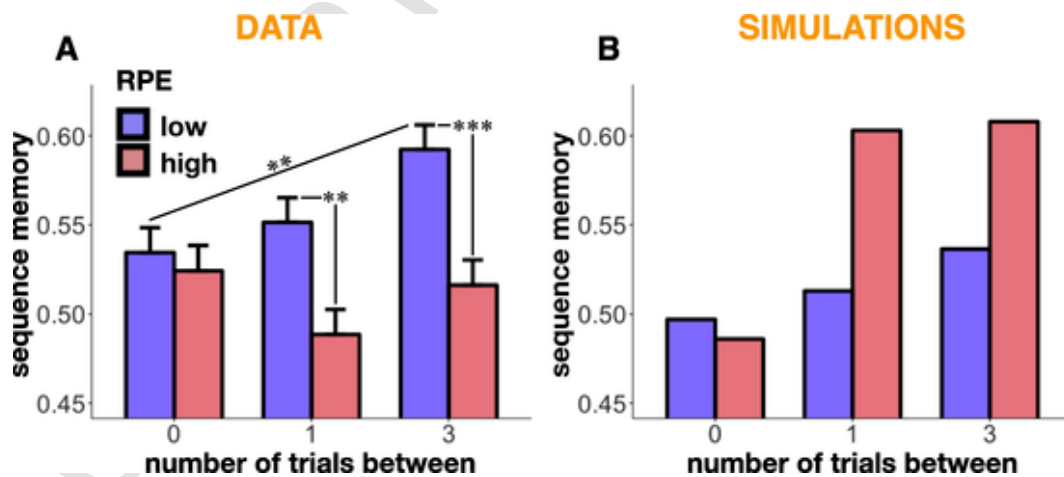 DATA
SIMULATIONS
A
B
RPE
low
high
sequence memory
0.60
0.55
0.50
0.45
**
**
***
0 1 3
number of trials between
sequence memory
0.60
0.55
0.50
0.45
0 1 3
number of trials between